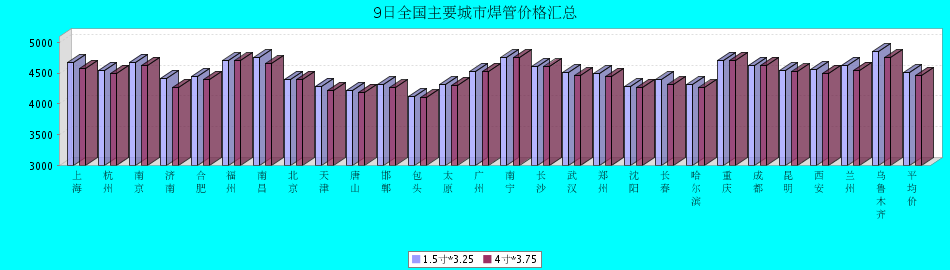 9日全国主要城市焊管价格汇总
5000
4500
4000
3500
3000
上海 杭州 南京 济南 合肥 福州 南昌 北京 天津 唐山 邯郸 包头 太原 广州 南宁 长沙 武汉 郑州 沈阳 长春 哈尔滨 重庆 成都 昆明 西安 兰州 乌鲁木齐 平均价
1.5寸*3.25 4寸*3.75